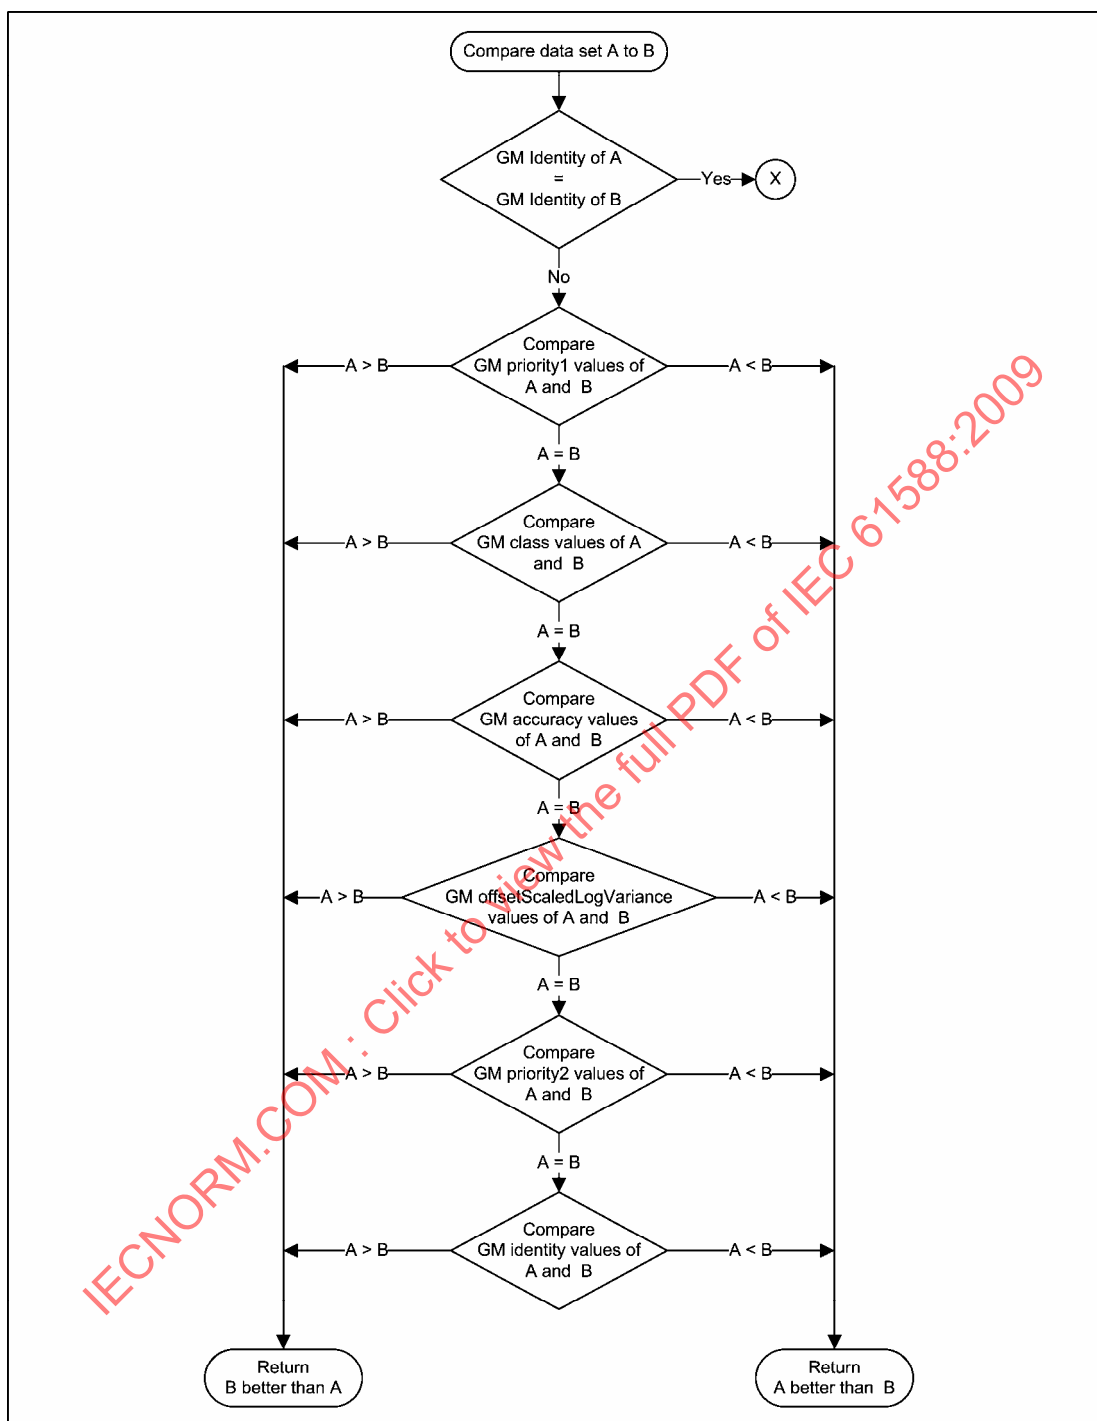 Compare data set A to B
GM Identity of A
=
GM Identity of B
Yes
X
No
Compare
GM priority1 values of
A and B
A > B
A < B
A = B
Compare
GM class values of A
and B
A > B
A < B
A = B
Compare
GM accuracy values
of A and B
A > B
A < B
A = B
Compare
GM offsetScaledLogVariance
values of A and B
A > B
A < B
A = B
Compare
GM priority2 values of
A and B
A > B
A < B
A = B
Compare
GM identity values of
A and B
A > B
A < B
Return
B better than A
Return
A better than B
IECNORM.COM : Click to view the full PDF of IEC 61588:2009